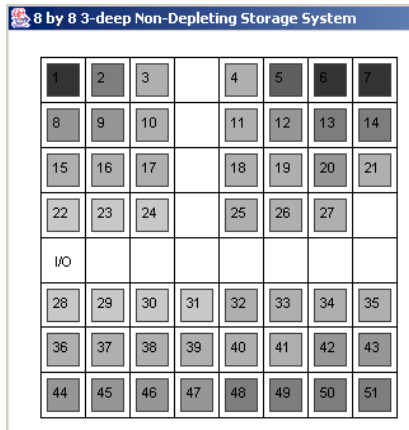 8 by 8 3-deep Non-Depleting Storage System
1 2 3 4 5 6 7
8 9 10 11 12 13 14
15 16 17 18 19 20 21
22 23 24 25 26 27
I/O
28 29 30 31 32 33 34 35
36 37 38 39 40 41 42 43
44 45 46 47 48 49 50 51